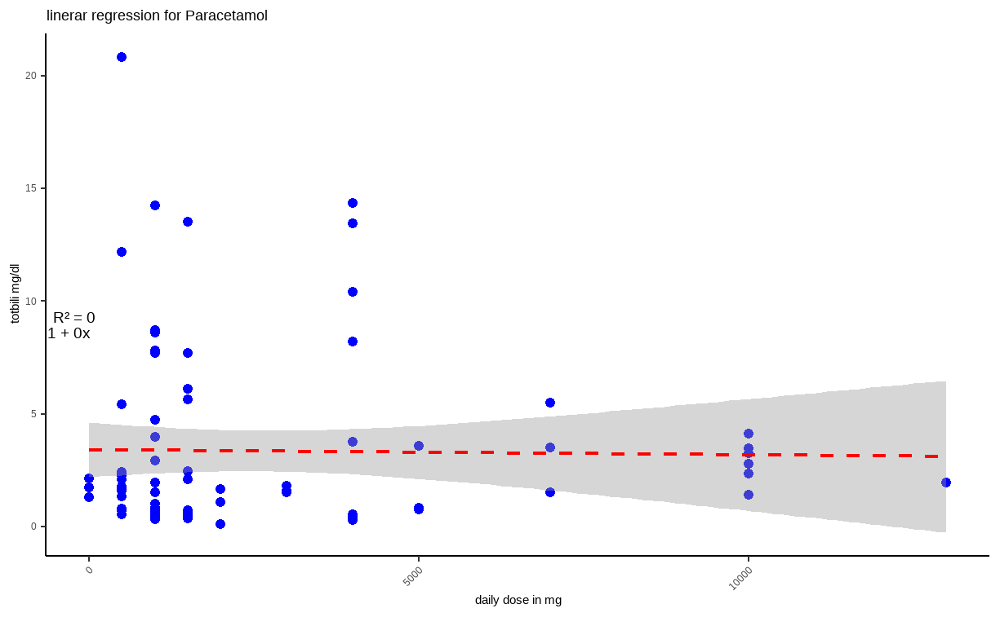 linerar regression for Paracetamol
20
15
10
5
0
totbili mg/dl
R² = 0
1 + 0x
0
5000
10000
daily dose in mg